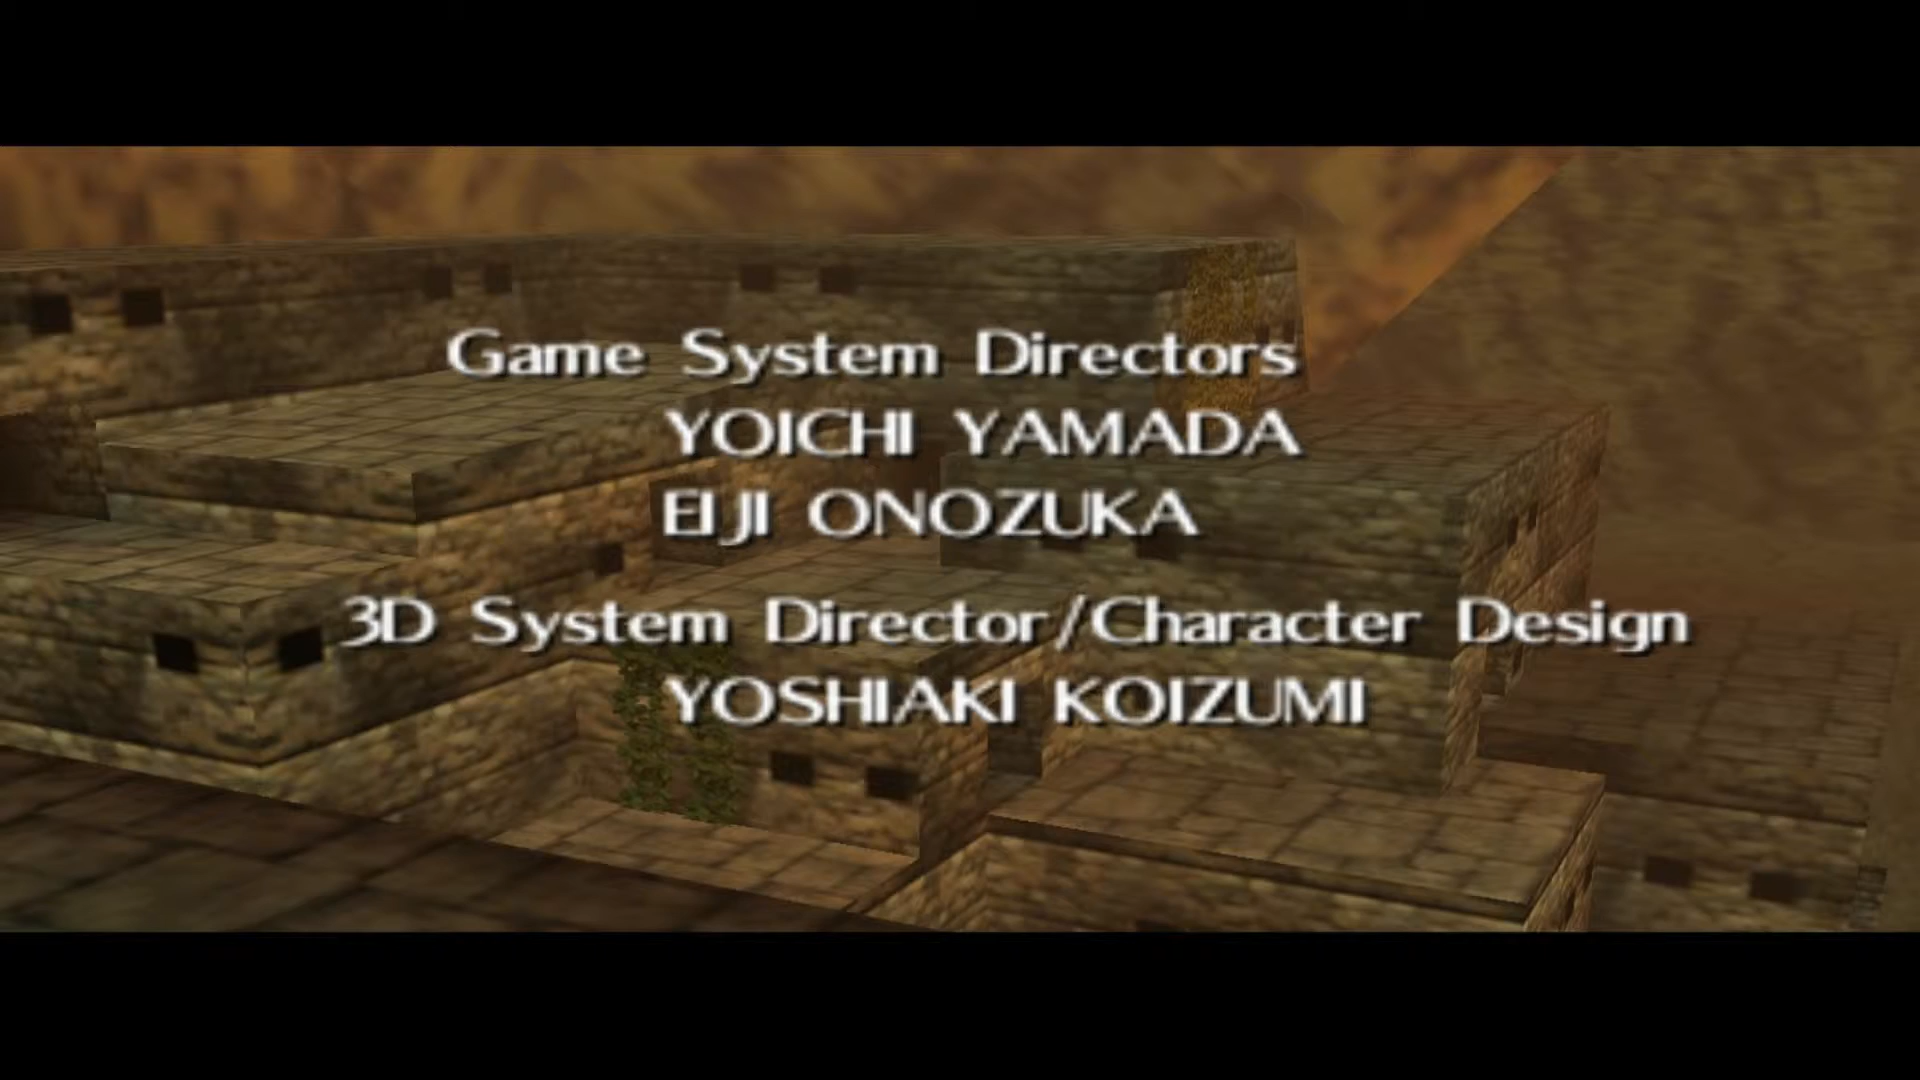 Game System Directors
YOICHI YAMADA
EIJI ONOZUKA
3D System Director/Character Design
YOSHIAKI KOIZUMI